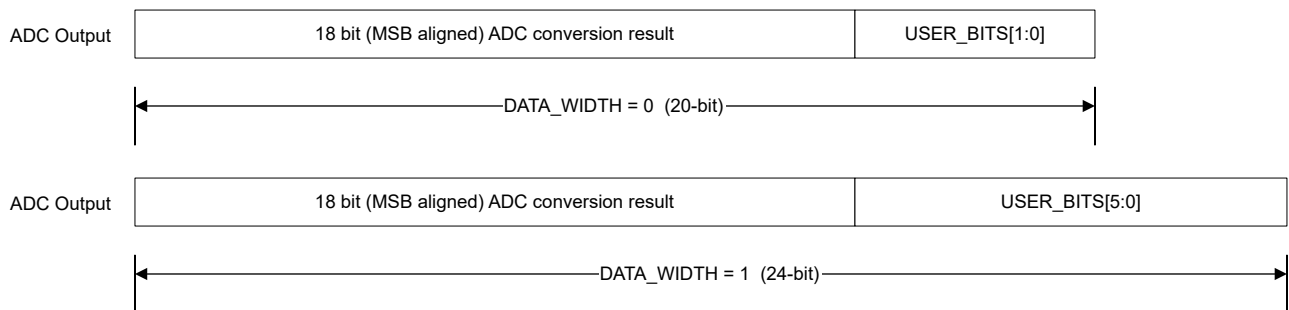 ADC Output 18 bit (MSB aligned) ADC conversion result USER_BITS[1:0]
DATA_WIDTH = 0 (20-bit)
ADC Output 18 bit (MSB aligned) ADC conversion result USER_BITS[5:0]
DATA_WIDTH = 1 (24-bit)